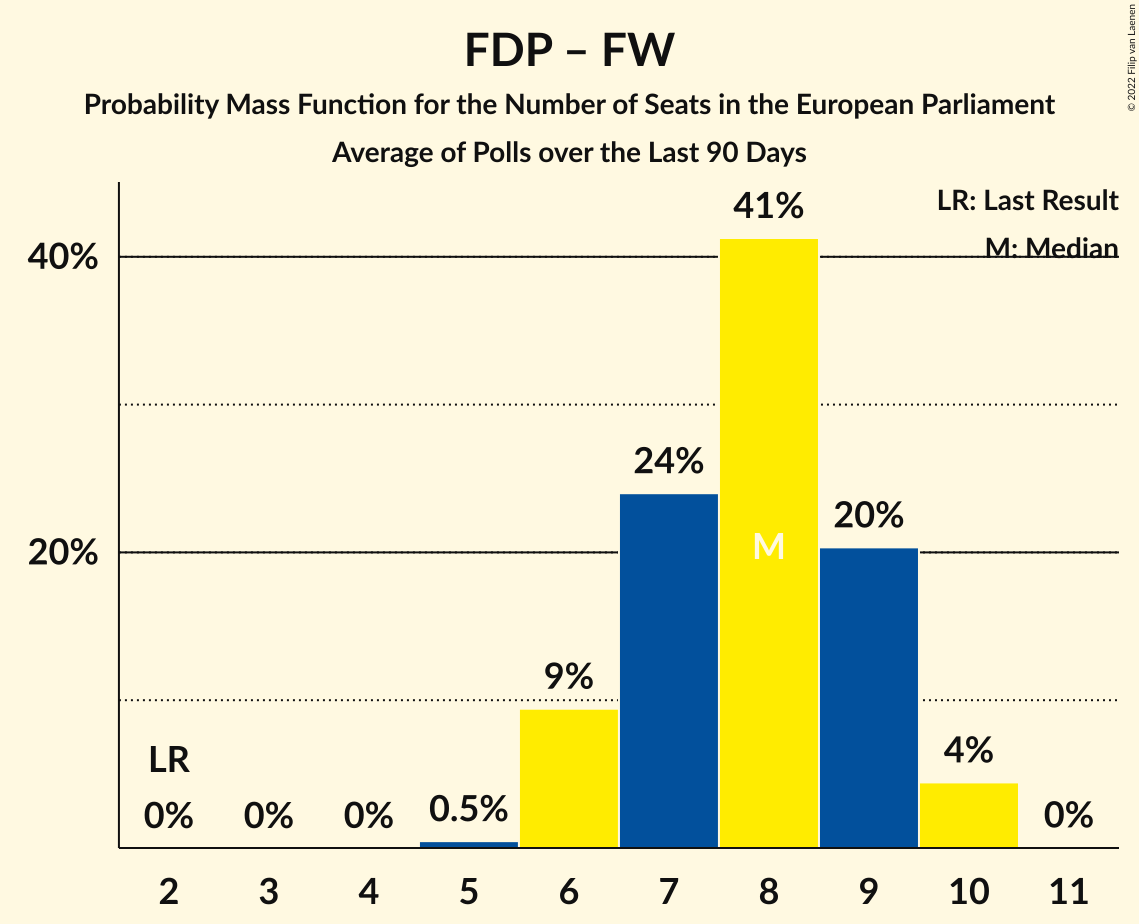 FDP – FW
Probability Mass Function for the Number of Seats in the European Parliament
Average of Polls over the Last 90 Days
© 2022 Filip van Laenen
LR: Last Result
M: Median
41%
40%
24%
20%
20%
M
9%
4%
LR
0%
0%
0%
0.5%
0%
2
3
4
5
6
7
8
9
10
11